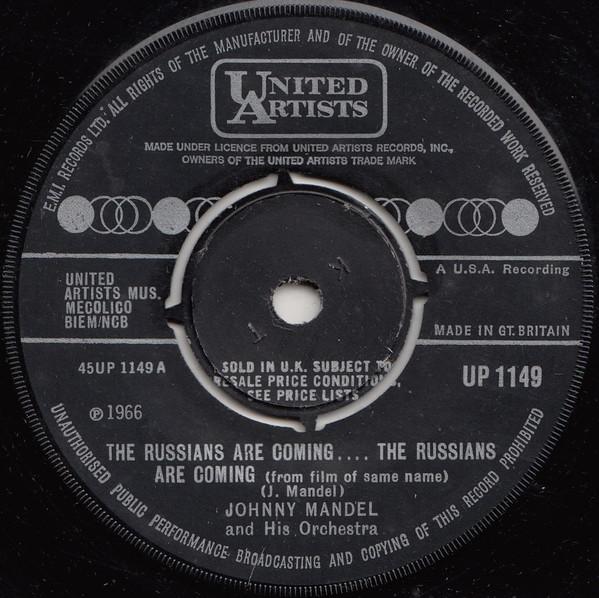 E.M.I. RECORDS LTD. ALL RIGHTS OF THE MANUFACTURER AND OF THE OWNER OF THE RECORDED WORK RESERVED
UNITED
ARTISTS
MADE UNDER LICENCE FROM UNITED ARTISTS RECORDS, INC.,
OWNERS OF THE UNITED ARTISTS TRADE MARK
UNITED
ARTISTS MUS.
MECOLICO
BIEM/NCB
A U.S.A. Recording
MADE IN GT. BRITAIN
45UP 1149 A
SOLD IN U.K. SUBJECT TO
RESALE PRICE CONDITIONS,
SEE PRICE LISTS
UP 1149
℗ 1966
THE RUSSIANS ARE COMING.... THE RUSSIANS
ARE COMING (from film of same name)
(J. Mandel)
JOHNNY MANDEL
and His Orchestra
UNAUTHORISED PUBLIC PERFORMANCE BROADCASTING AND COPYING OF THIS RECORD PROHIBITED
T
K